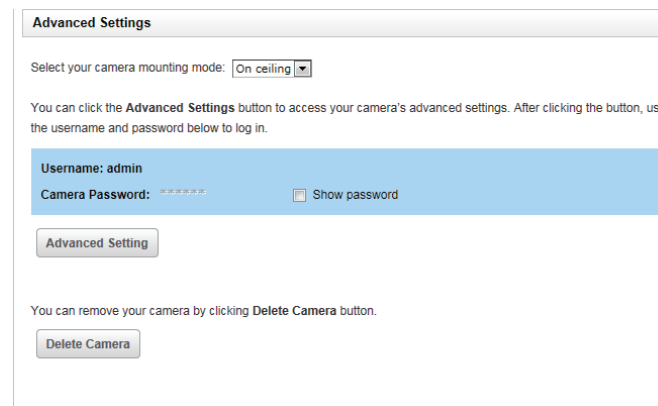 Advanced Settings
Select your camera mounting mode: On ceiling
You can click the Advanced Settings button to access your camera's advanced settings. After clicking the button, us
the username and password below to log in.
Username: admin
Camera Password: ****** Show password
Advanced Setting
You can remove your camera by clicking Delete Camera button.
Delete Camera